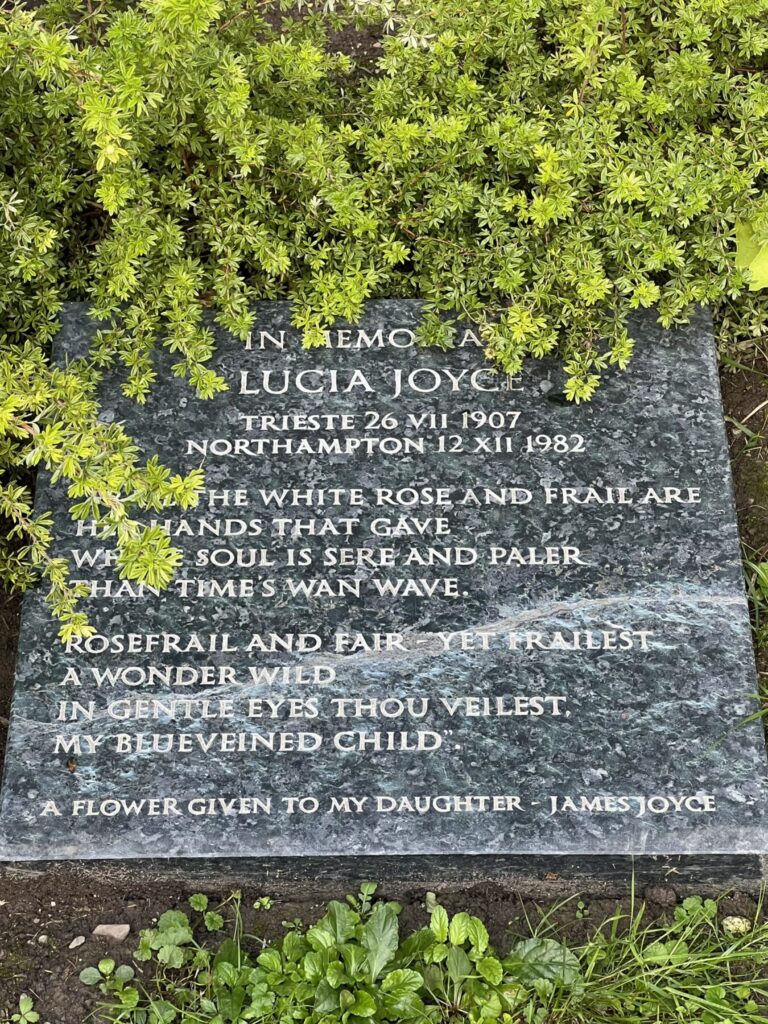 IN MEMORIA
LUCIA JOYCE
TRIESTE 26 VII 1907
NORTHAMPTON 12 XII 1982
THE WHITE ROSE AND FRAIL ARE
HANDS THAT GAVE
SOUL IS SERE AND PALER
THAN TIME'S WAN WAVE.
ROSEFRAIL AND FAIR - YET FRAILEST
A WONDER WILD
IN GENTLE EYES THOU VEILEST,
MY BLUEVEINED CHILD".
A FLOWER GIVEN TO MY DAUGHTER - JAMES JOYCE